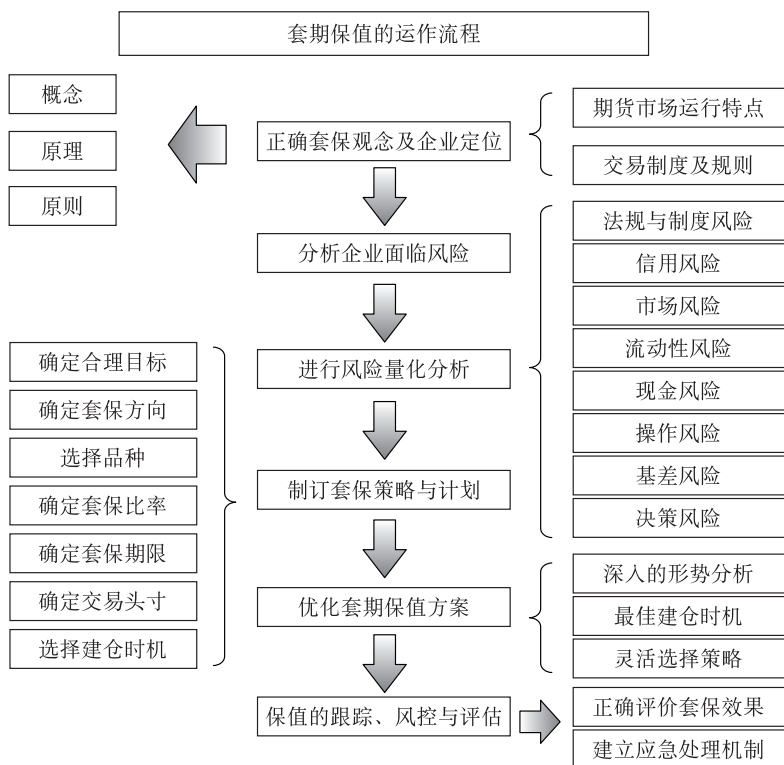 套期保值的运作流程
概念
原理
原则
正确套保观念及企业定位
期货市场运行特点
交易制度及规则
分析企业面临风险
进行风险量化分析
法规与制度风险
信用风险
市场风险
流动性风险
现金风险
操作风险
基差风险
决策风险
确定合理目标
确定套保方向
选择品种
确定套保比率
确定套保期限
确定交易头寸
选择建仓时机
制订套保策略与计划
优化套期保值方案
深入的形势分析
最佳建仓时机
灵活选择策略
保值的跟踪、风控与评估
正确评价套保效果
建立应急处理机制